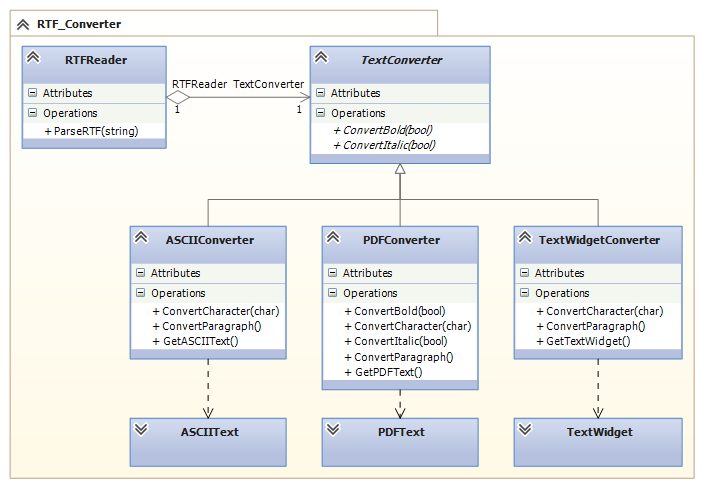 RTF_Converter
RTFReader
Attributes
Operations
+ ParseRTF(string)
RTFReader TextConverter
1 1
TextConverter
Attributes
Operations
+ ConvertBold(bool)
+ ConvertItalic(bool)
ASCIIConverter
Attributes
Operations
+ ConvertCharacter(char)
+ ConvertParagraph()
+ GetASCIIText()
PDFConverter
Attributes
Operations
+ ConvertBold(bool)
+ ConvertCharacter(char)
+ ConvertItalic(bool)
+ ConvertParagraph()
+ GetPDFText()
TextWidgetConverter
Attributes
Operations
+ ConvertCharacter(char)
+ ConvertParagraph()
+ GetTextWidget()
ASCIIText
PDFText
TextWidget